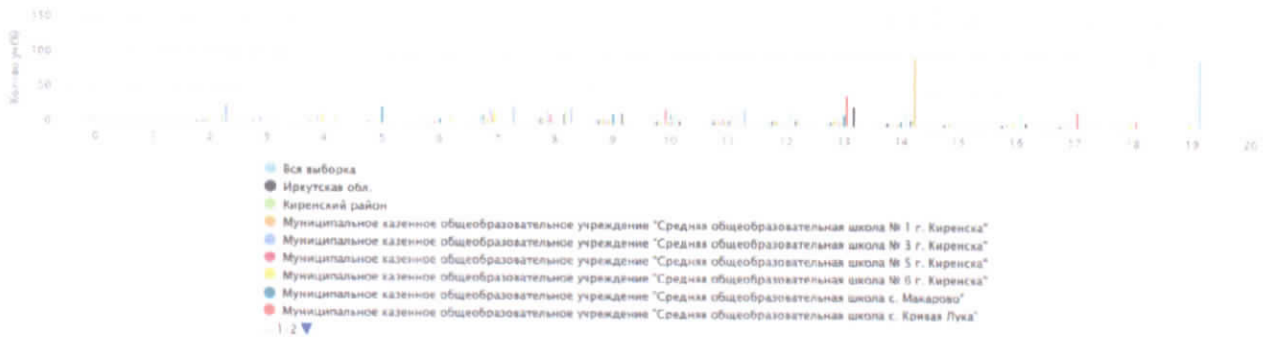 150
Кол-во уч(%)
100
50
0
0 2 3 4 5 6 7 8 9 10 11 12 13 14 15 16 17 18 19 20
Вся выборка
Иркутская обл.
Киренский район
Муниципальное казенное общеобразовательное учреждение "Средняя общеобразовательная школа № 1 г. Киренска"
Муниципальное казенное общеобразовательное учреждение "Средняя общеобразовательная школа № 3 г. Киренска"
Муниципальное казенное общеобразовательное учреждение "Средняя общеобразовательная школа № 5 г. Киренска"
Муниципальное казенное общеобразовательное учреждение "Средняя общеобразовательная школа № 6 г. Киренска"
Муниципальное казенное общеобразовательное учреждение "Средняя общеобразовательная школа с. Макарово"
Муниципальное казенное общеобразовательное учреждение "Средняя общеобразовательная школа с. Кривая Лука"
1 2